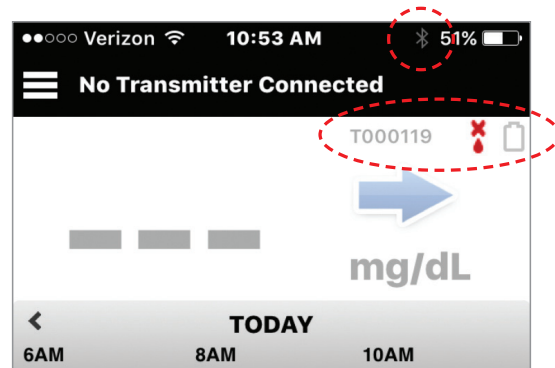 Verizon 10:53 AM 51%
No Transmitter Connected
T000119
mg/dL
TODAY
6AM 8AM 10AM